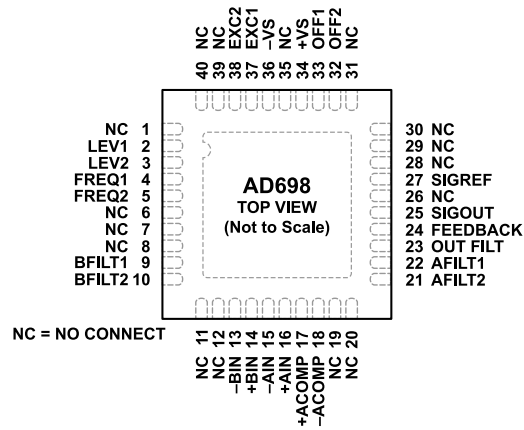 40 NC
39 NC
38 EXC2
37 EXC1
36 –VS
35 NC
34 +VS
33 OFF1
32 OFF2
31 NC
NC 1
LEV1 2
LEV2 3
FREQ1 4
FREQ2 5
NC 6
NC 7
NC 8
BFILT1 9
BFILT2 10
AD698
TOP VIEW
(Not to Scale)
30 NC
29 NC
28 NC
27 SIGREF
26 NC
25 SIGOUT
24 FEEDBACK
23 OUT FILT
22 AFILT1
21 AFILT2
NC = NO CONNECT
NC 11
NC 12
–BIN 13
+BIN 14
–AIN 15
+AIN 16
+ACOMP 17
–ACOMP 18
NC 19
NC 20